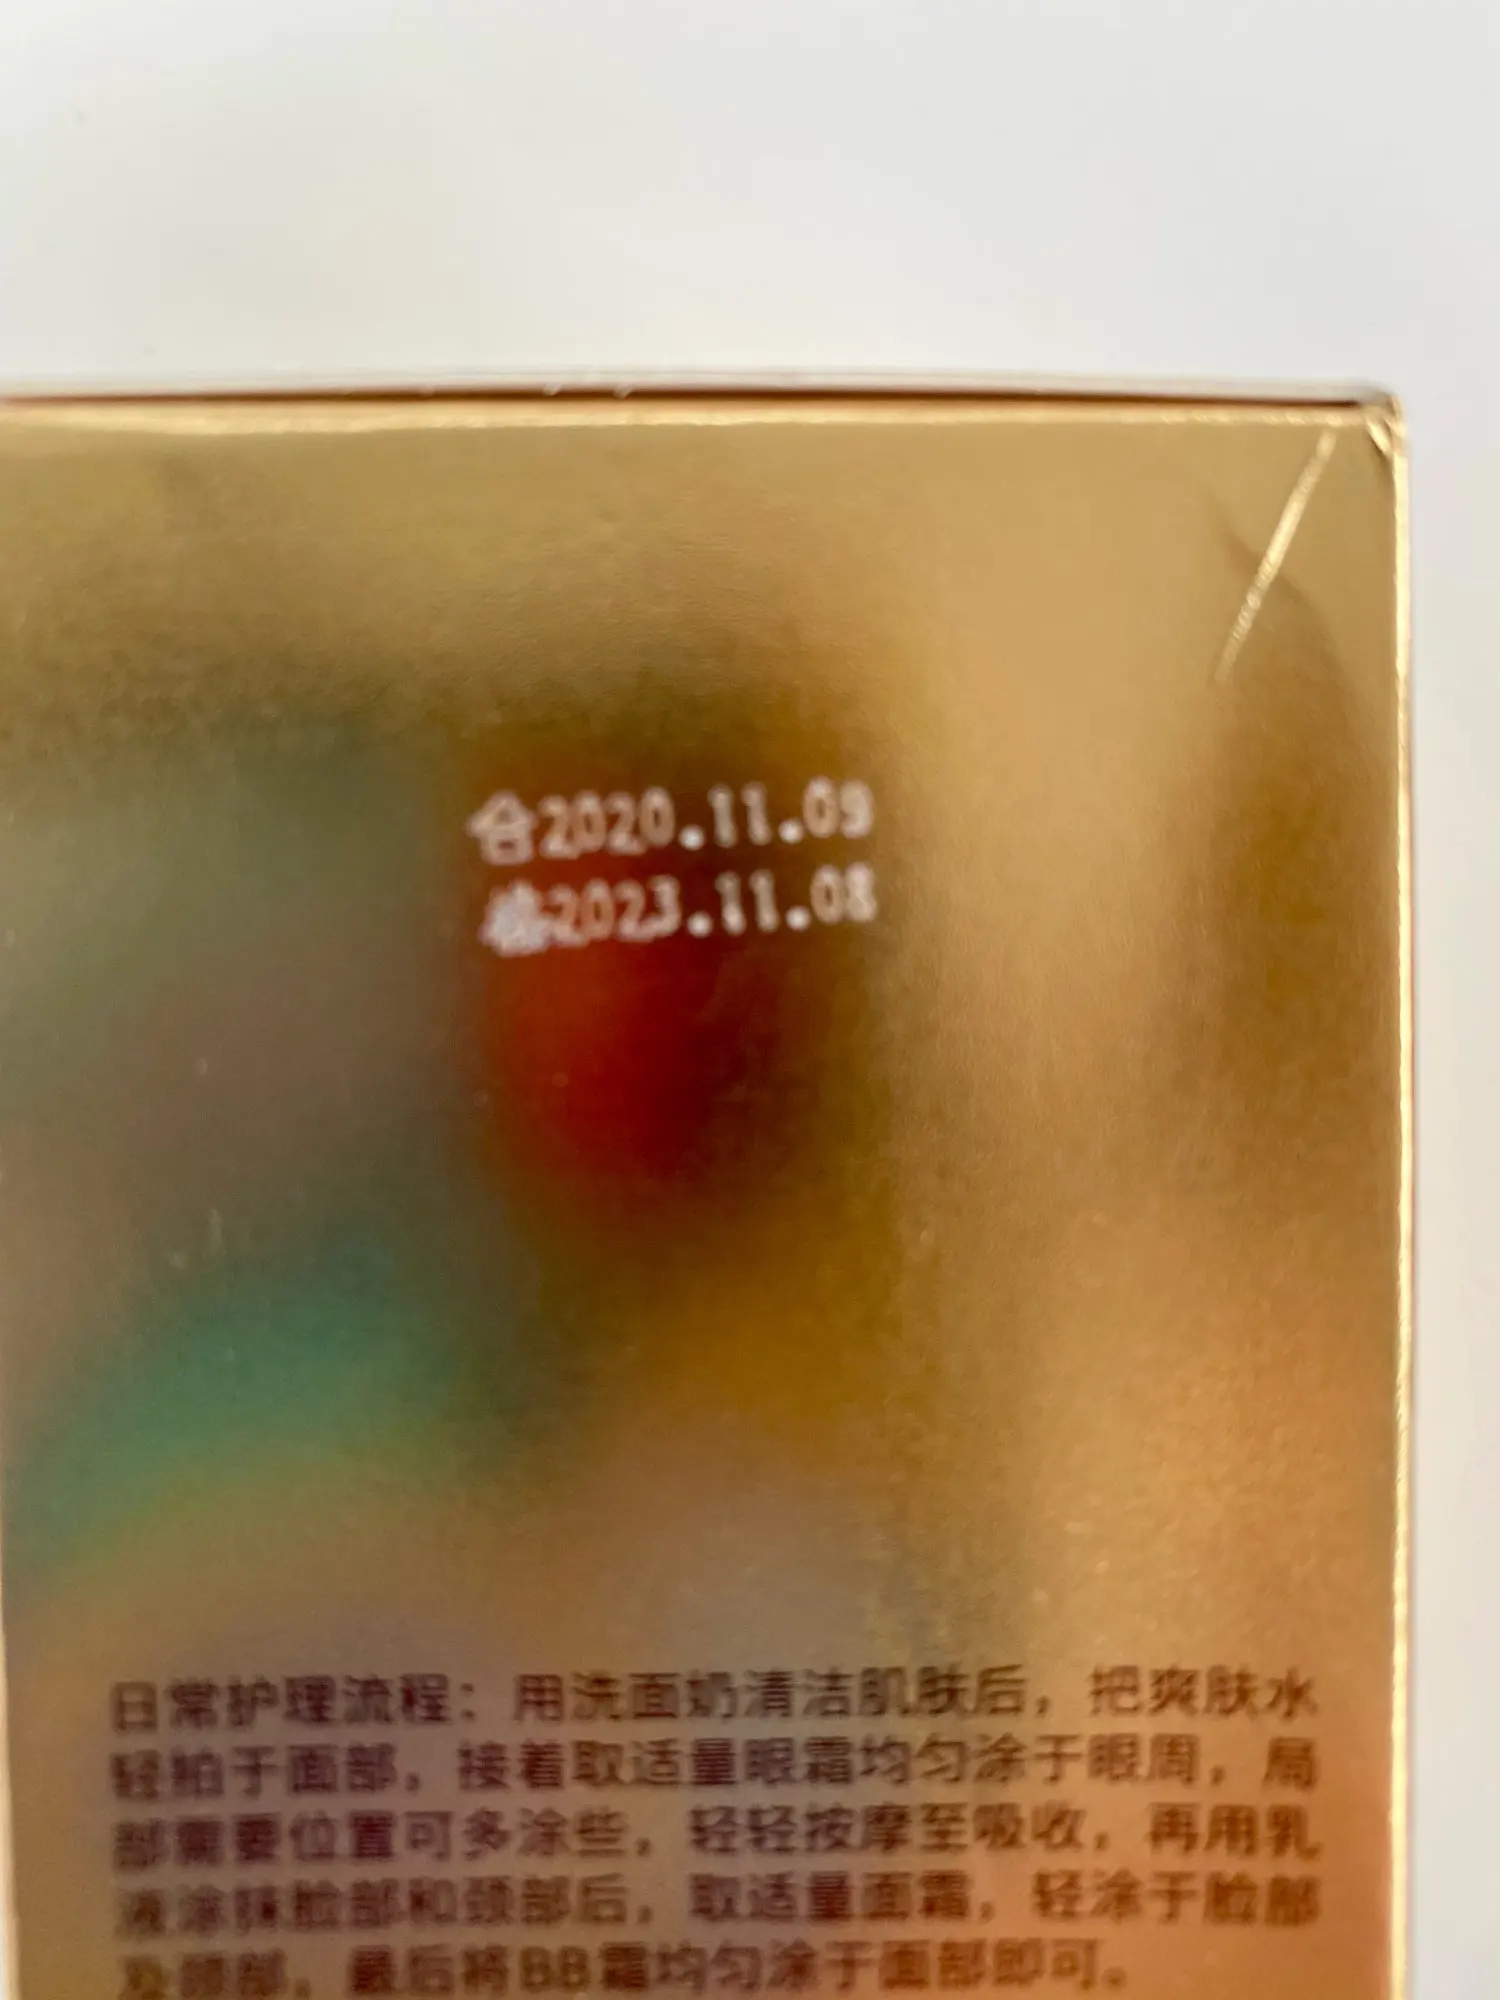 合2020.11.09
格2023.11.08
日常护理流程：用洗面奶清洁肌肤后，把爽肤水
轻拍于面部，接着取适量眼霜均匀涂于眼周，局
部需要位置可多涂些，轻轻按摩至吸收，再用乳
液涂抹脸部和颈部后，取适量面霜，轻涂于脸部
及颈部，最后将BB霜均匀涂于面部即可。